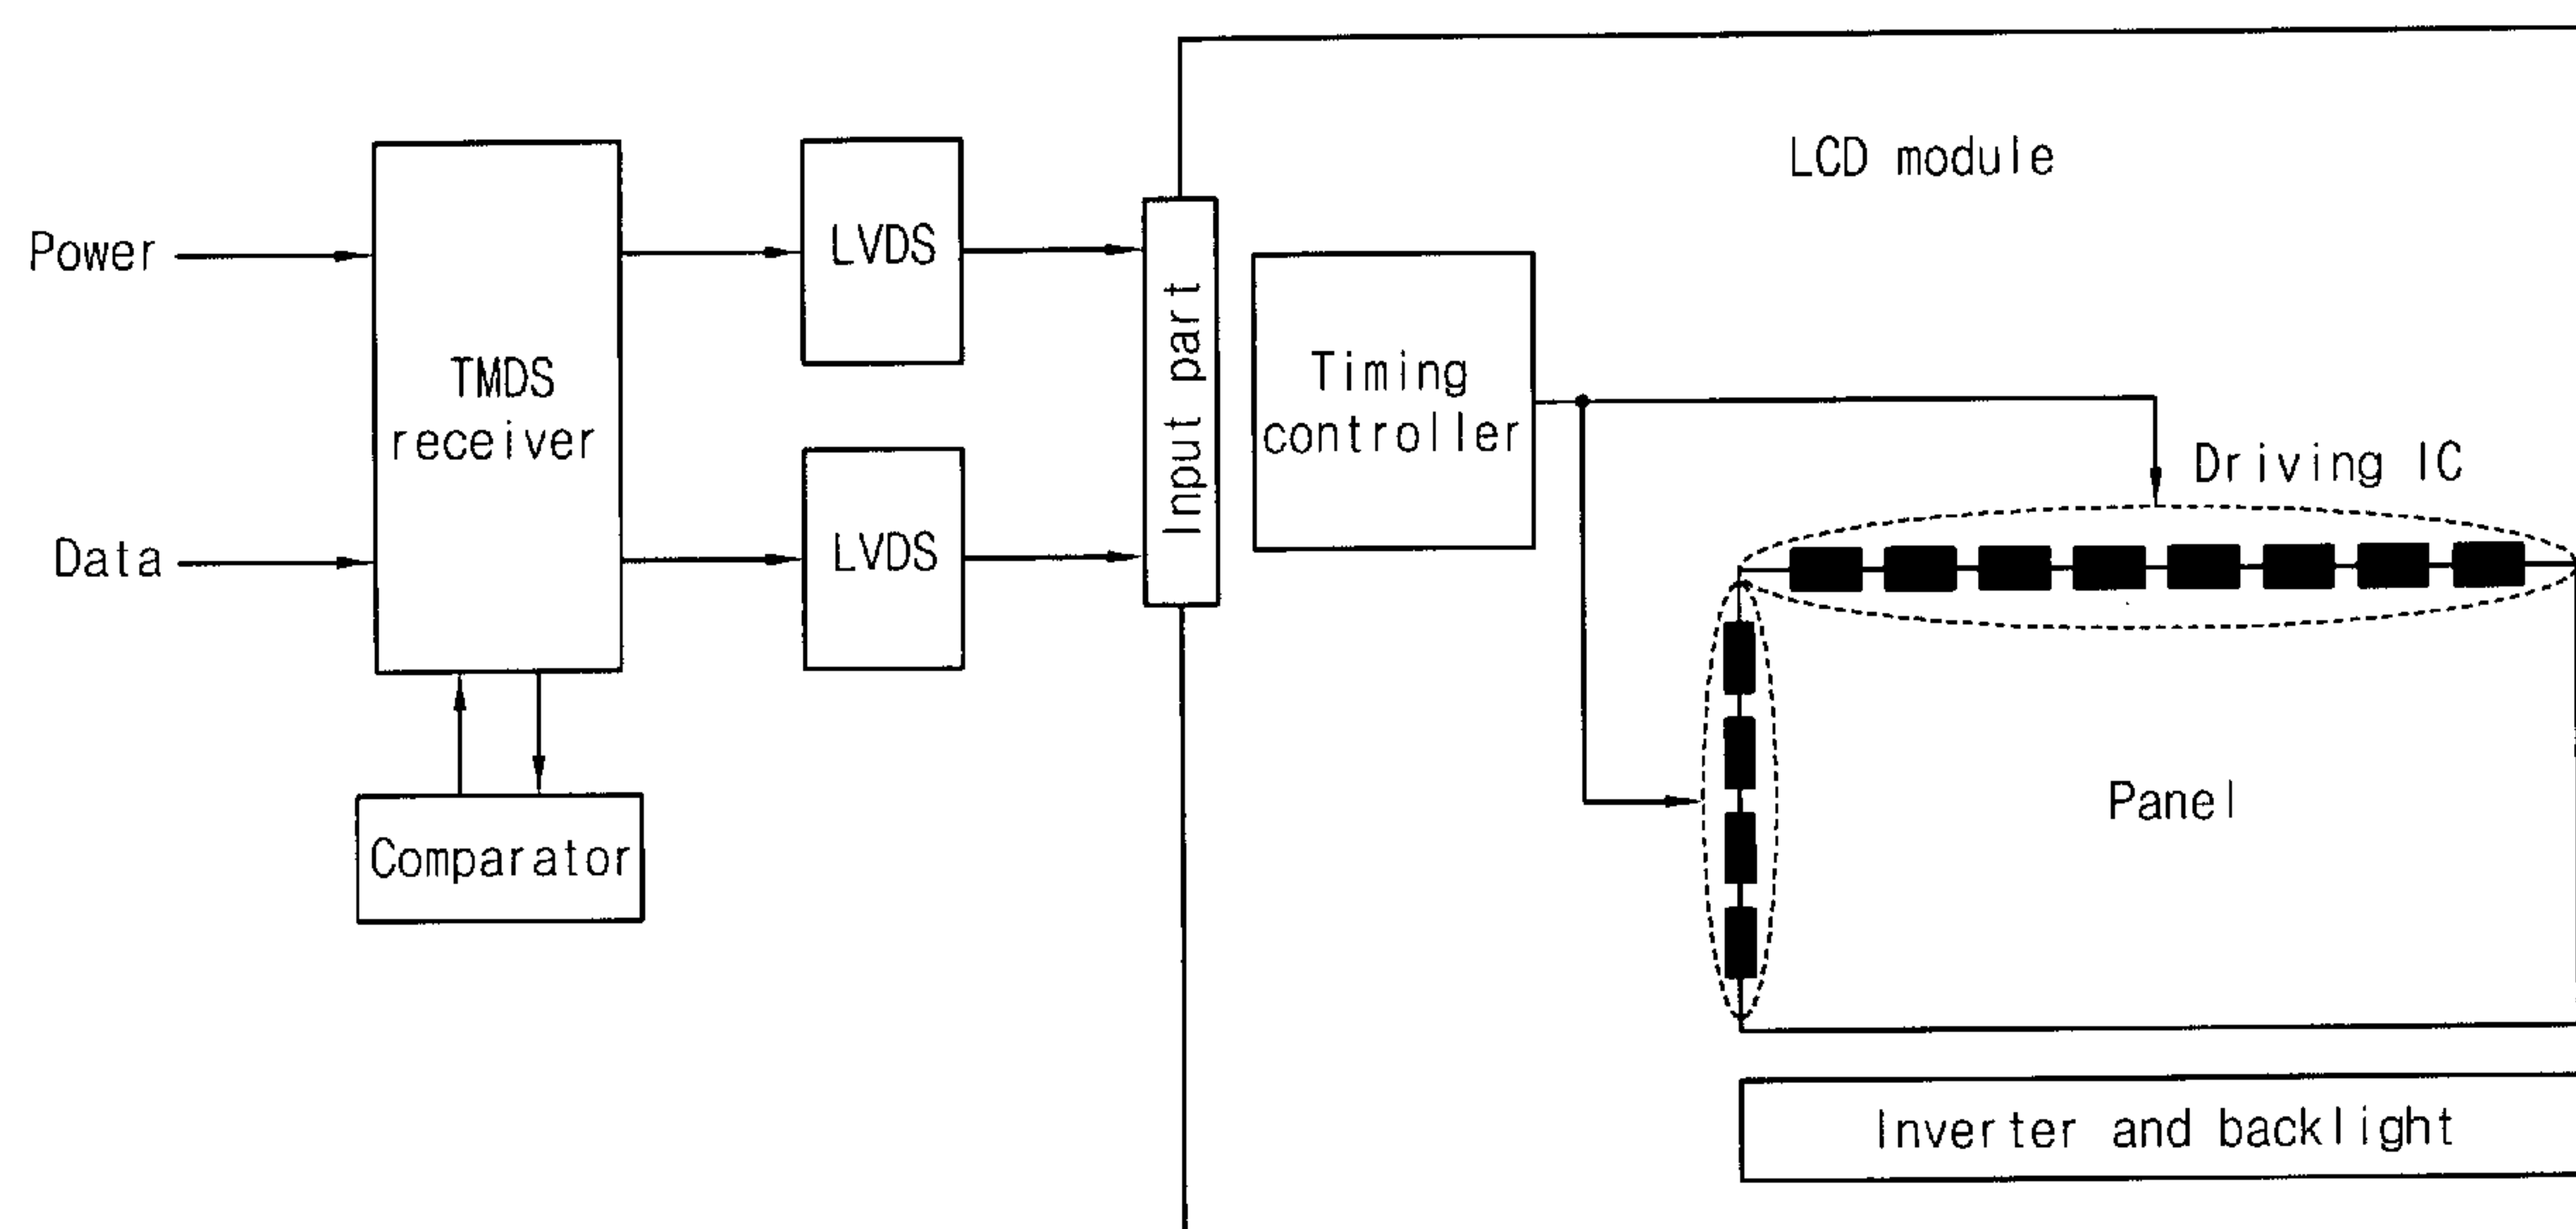 LCD module
Power
Data
TMDS
receiver
LVDS
LVDS
Input part
Timing
controller
Driving IC
Comparator
Panel
Inverter and backlight